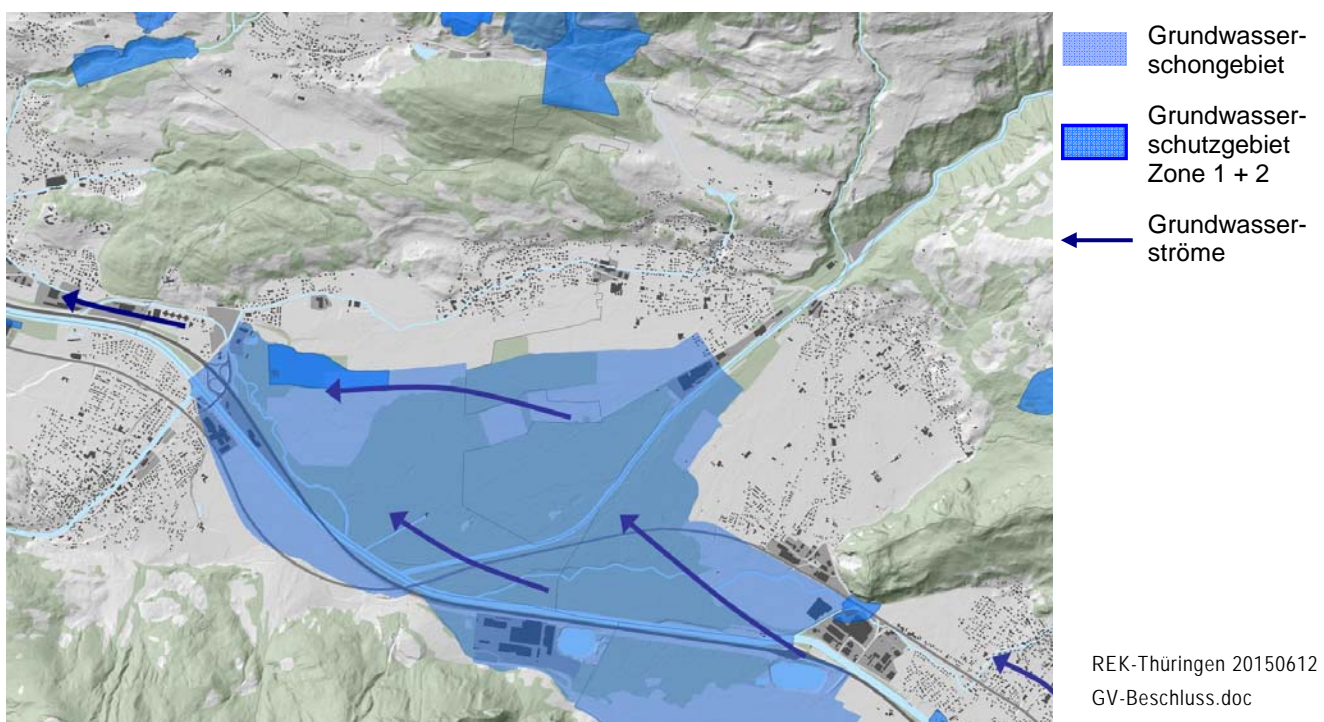 Grundwasser-
schongebiet
Grundwasser-
schutzgebiet
Zone 1 + 2
Grundwasser-
ströme
REK-Thüringen 20150612
GV-Beschluss.doc